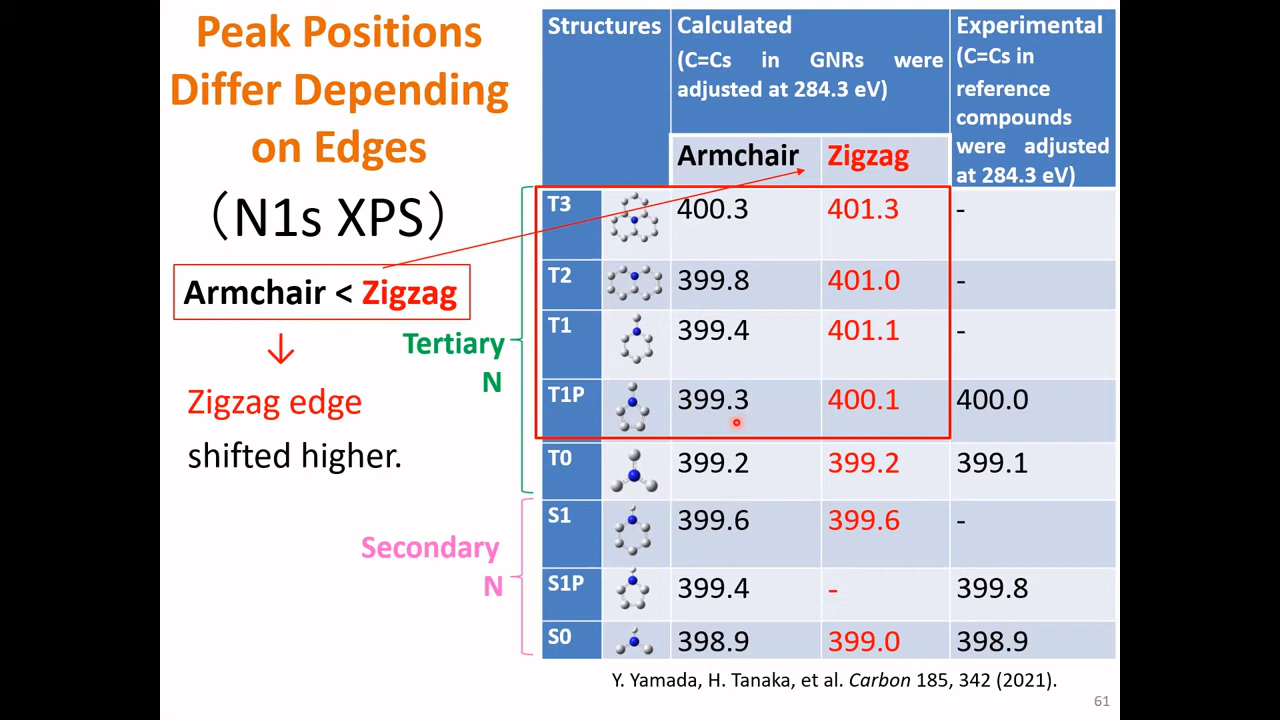 Peak Positions
Differ Depending
on Edges
（N1s XPS）
Armchair < Zigzag
↓
Zigzag edge
shifted higher.
Tertiary
N
Secondary
N
Structures
Calculated
(C=Cs in GNRs were
adjusted at 284.3 eV)
Experimental
(C=Cs in
reference
compounds
were adjusted
at 284.3 eV)
Armchair Zigzag
T3 400.3 401.3 -
T2 399.8 401.0 -
T1 399.4 401.1 -
T1P 399.3 400.1 400.0
T0 399.2 399.2 399.1
S1 399.6 399.6 -
S1P 399.4 - 399.8
S0 398.9 399.0 398.9
Y. Yamada, H. Tanaka, et al. Carbon 185, 342 (2021).
61